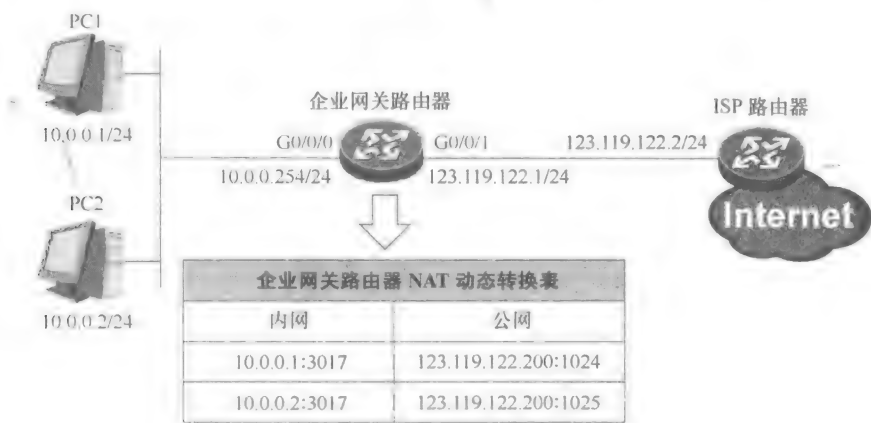 PC1
10.0.0.1/24
PC2
10.0.0.2/24
企业网关路由器
G0/0/0
G0/0/1
10.0.0.254/24
123.119.122.1/24
123.119.122.2/24
ISP 路由器
Internet
企业网关路由器 NAT 动态转换表
内网 公网
10.0.0.1:3017 123.119.122.200:1024
10.0.0.2:3017 123.119.122.200:1025